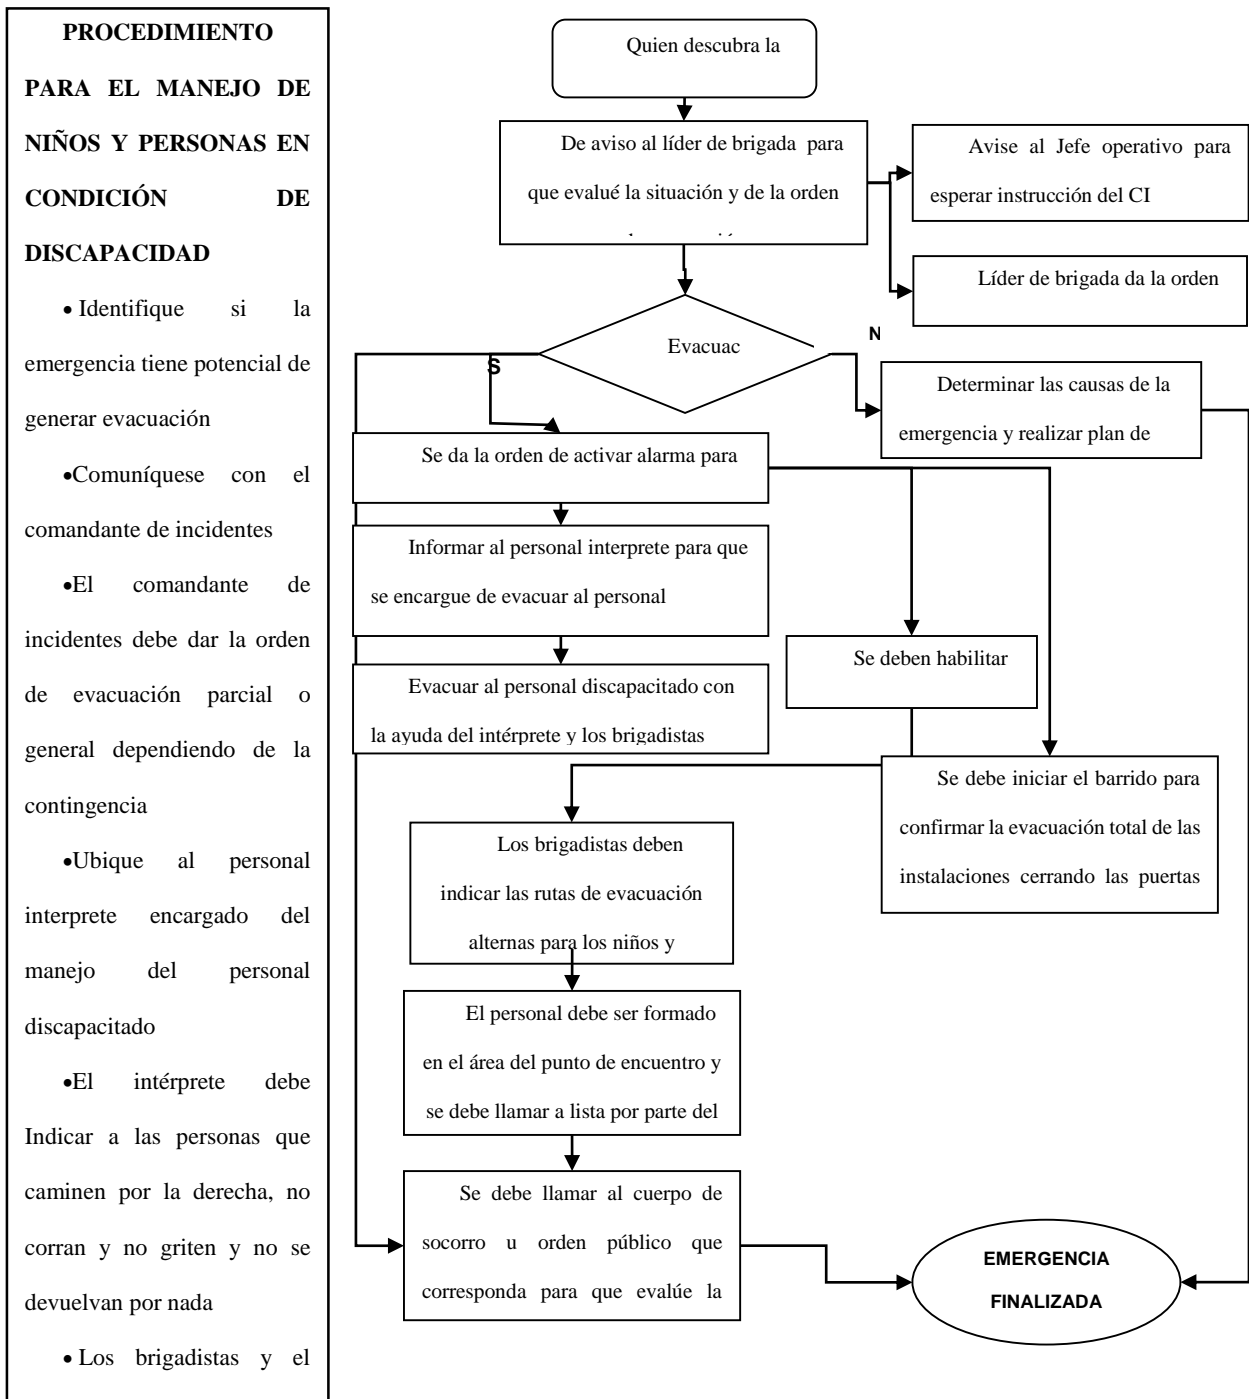 PROCEDIMIENTO
PARA EL MANEJO DE
NIÑOS Y PERSONAS EN
CONDICIÓN DE
DISCAPACIDAD
• Identifique si la
emergencia tiene potencial de
generar evacuación
•Comuníquese con el
comandante de incidentes
•El comandante de
incidentes debe dar la orden
de evacuación parcial o
general dependiendo de la
contingencia
•Ubique al personal
interprete encargado del
manejo del personal
discapacitado
•El intérprete debe
Indicar a las personas que
caminen por la derecha, no
corran y no griten y no se
devuelvan por nada
• Los brigadistas y el
Quien descubra la
De aviso al líder de brigada para
que evalué la situación y de la orden
Avise al Jefe operativo para
esperar instrucción del CI
Líder de brigada da la orden
Evacuac
N
S
Determinar las causas de la
emergencia y realizar plan de
Se da la orden de activar alarma para
Informar al personal interprete para que
se encargue de evacuar al personal
Se deben habilitar
Evacuar al personal discapacitado con
la ayuda del intérprete y los brigadistas
Se debe iniciar el barrido para
confirmar la evacuación total de las
instalaciones cerrando las puertas
Los brigadistas deben
indicar las rutas de evacuación
alternas para los niños y
El personal debe ser formado
en el área del punto de encuentro y
se debe llamar a lista por parte del
Se debe llamar al cuerpo de
socorro u orden público que
corresponda para que evalúe la
EMERGENCIA
FINALIZADA